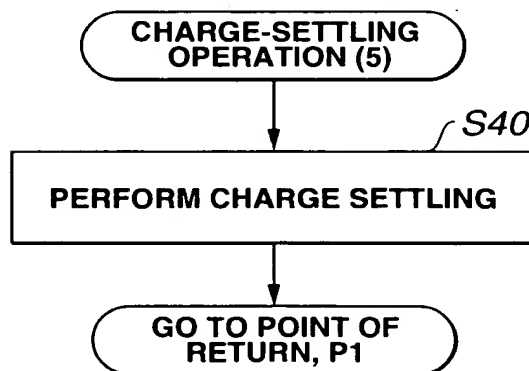 CHARGE-SETTLING
OPERATION (5)
S40
PERFORM CHARGE SETTLING
GO TO POINT OF
RETURN, P1